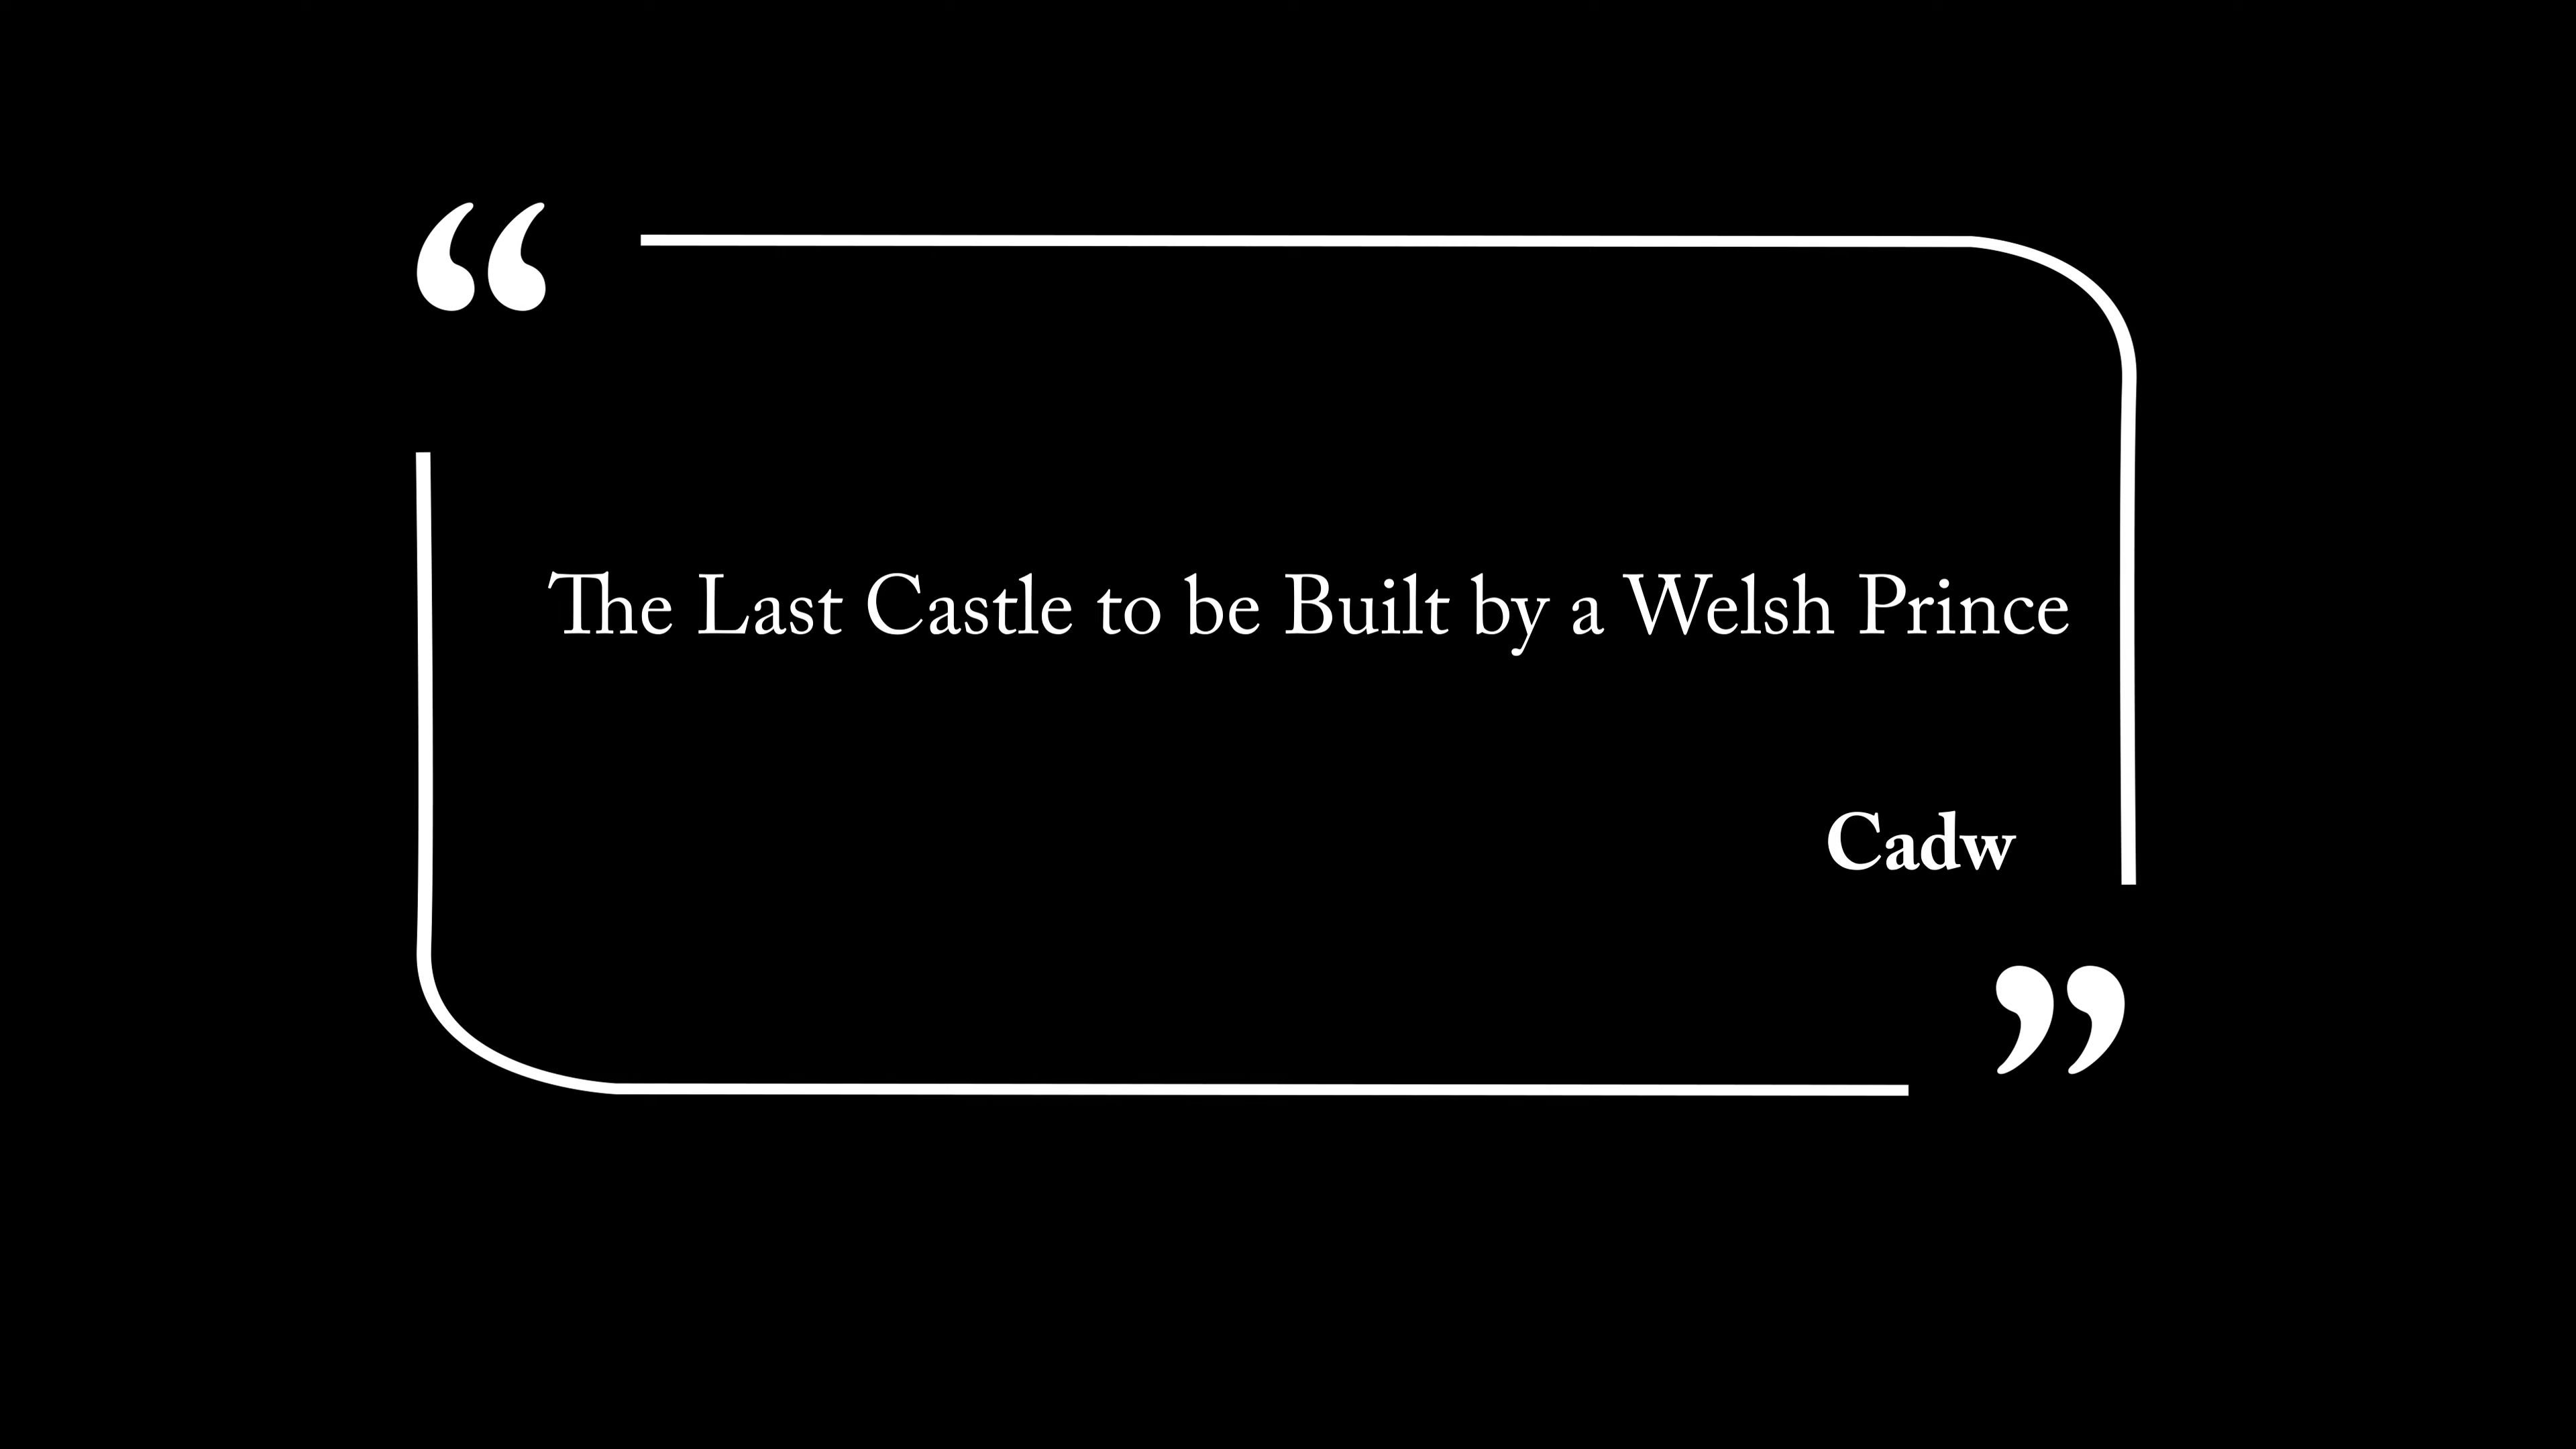 “
The Last Castle to be Built by a Welsh Prince
Cadw
”